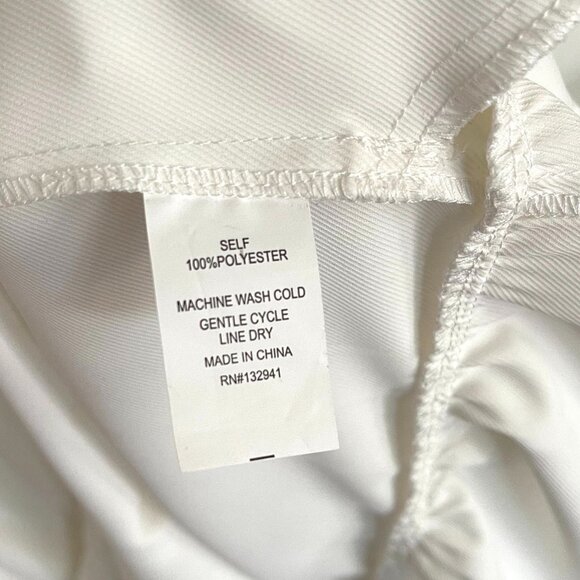 SELF
100%POLYESTER
MACHINE WASH COLD
GENTLE CYCLE
LINE DRY
MADE IN CHINA
RN#132941